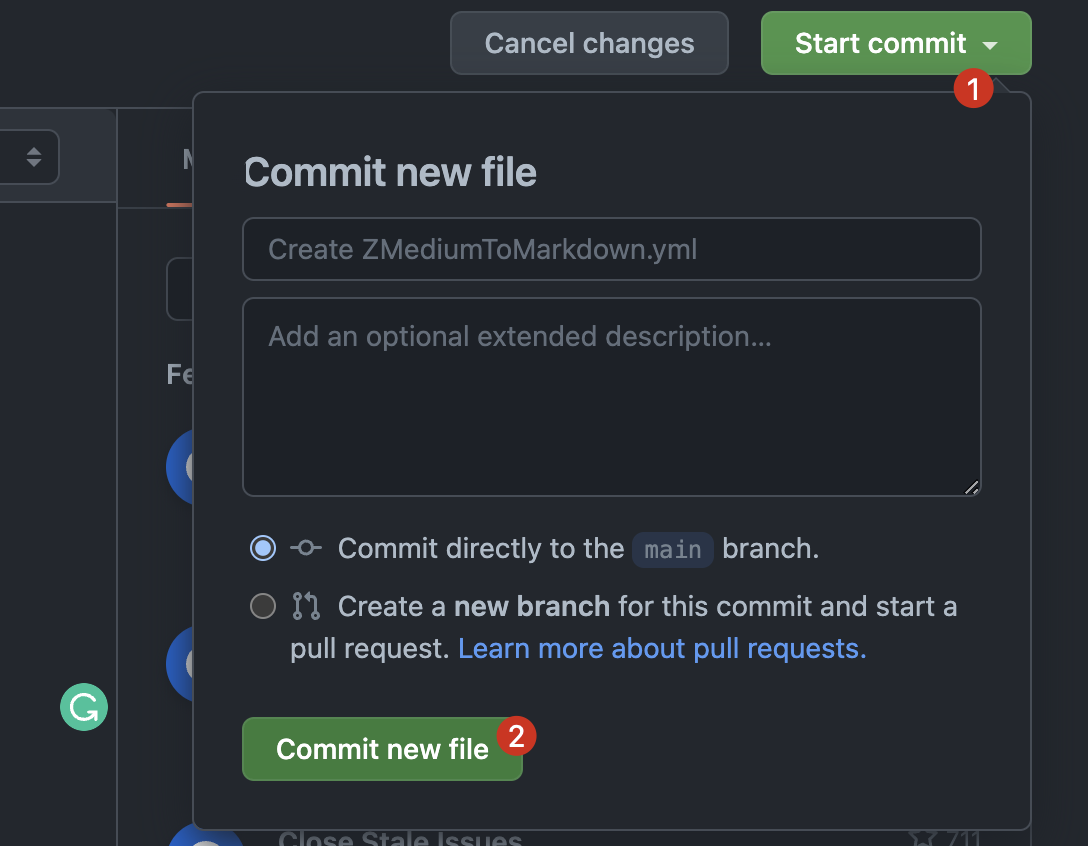 Cancel changes
Start commit
1
Commit new file
Create ZMediumToMarkdown.yml
Add an optional extended description...
Fe
Commit directly to the main branch.
Create a new branch for this commit and start a
pull request. Learn more about pull requests.
Commit new file
2
Close Stale Issues
711